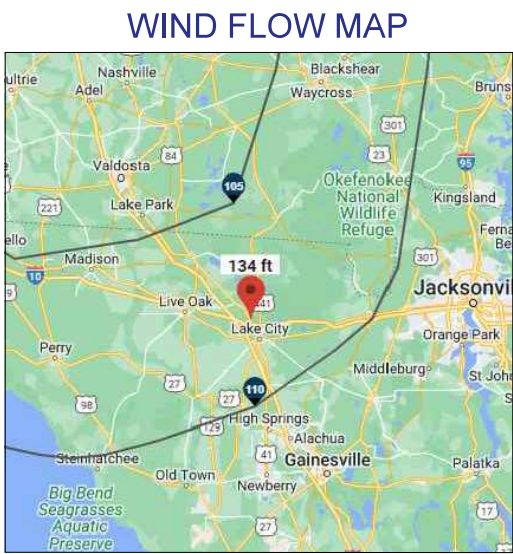 WIND FLOW MAP
ultrie
Nashville
Adel
Blackshear
Waycross
Bruns
301
84
23
95
Valdosta
105
Okefenokee
National
Wildlife
Refuge
Kingsland
221
Lake Park
ello
Madison
Ferna
Be
301
10
134 ft
9
Live Oak
441
Jacksonvil
Lake City
Orange Park
Perry
Middleburg
St John
S
27
110
98
27
High Springs
129
Alachua
Steinhatchee
41
Gainesville
Old Town
Newberry
Palatka
Big Bend
Seagrasses
Aquatic
Preserve
17
27